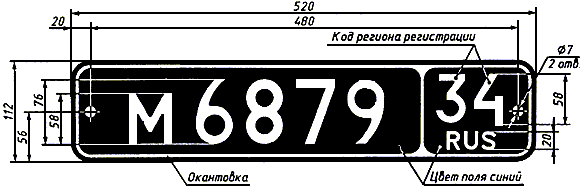 520
20
480
Код региона регистрации
Ø7
2 отв.
112
76
58
56
М 6879
34
RUS
58
20
Окантовка
Цвет поля синий